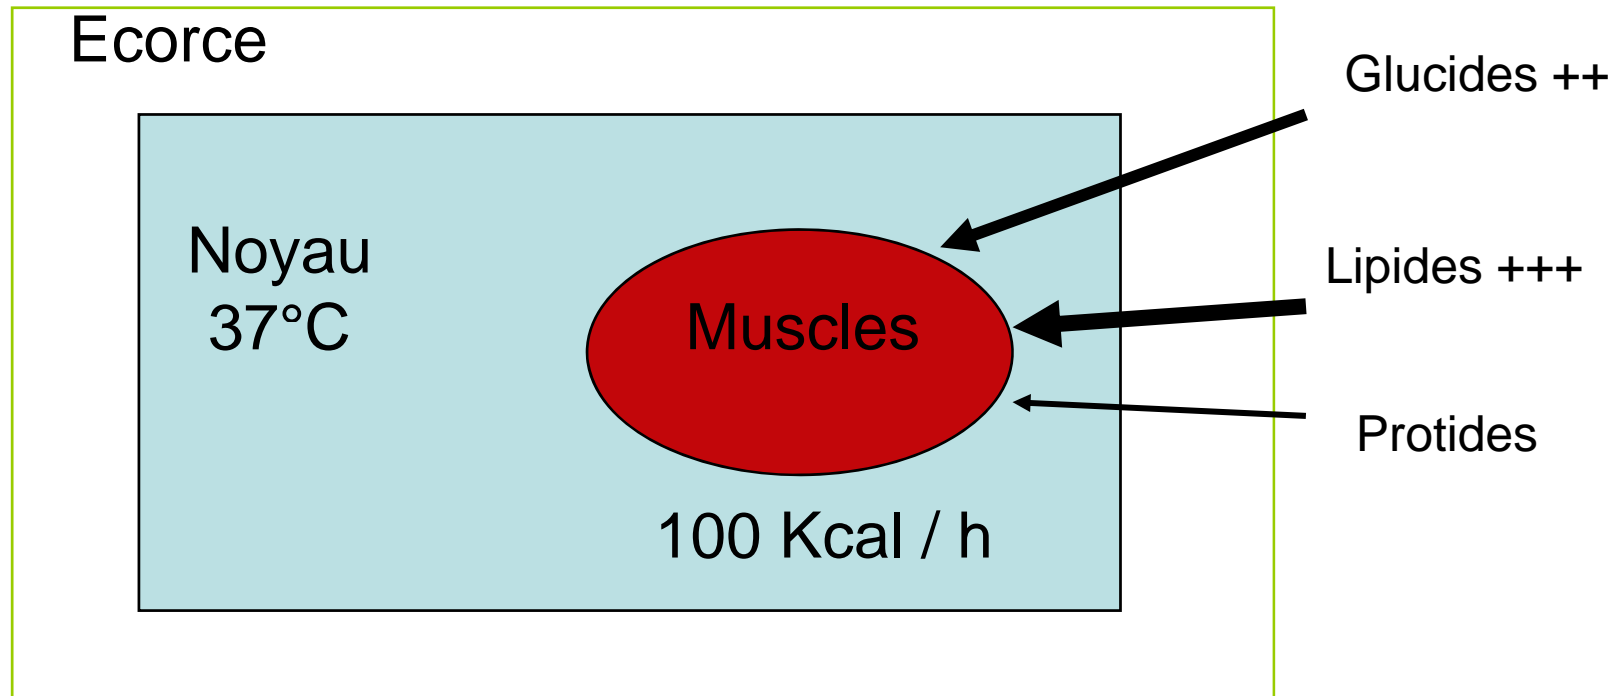 Ecorce
Glucides ++
Noyau
37°C
Muscles
Lipides +++
Protides
100 Kcal / h